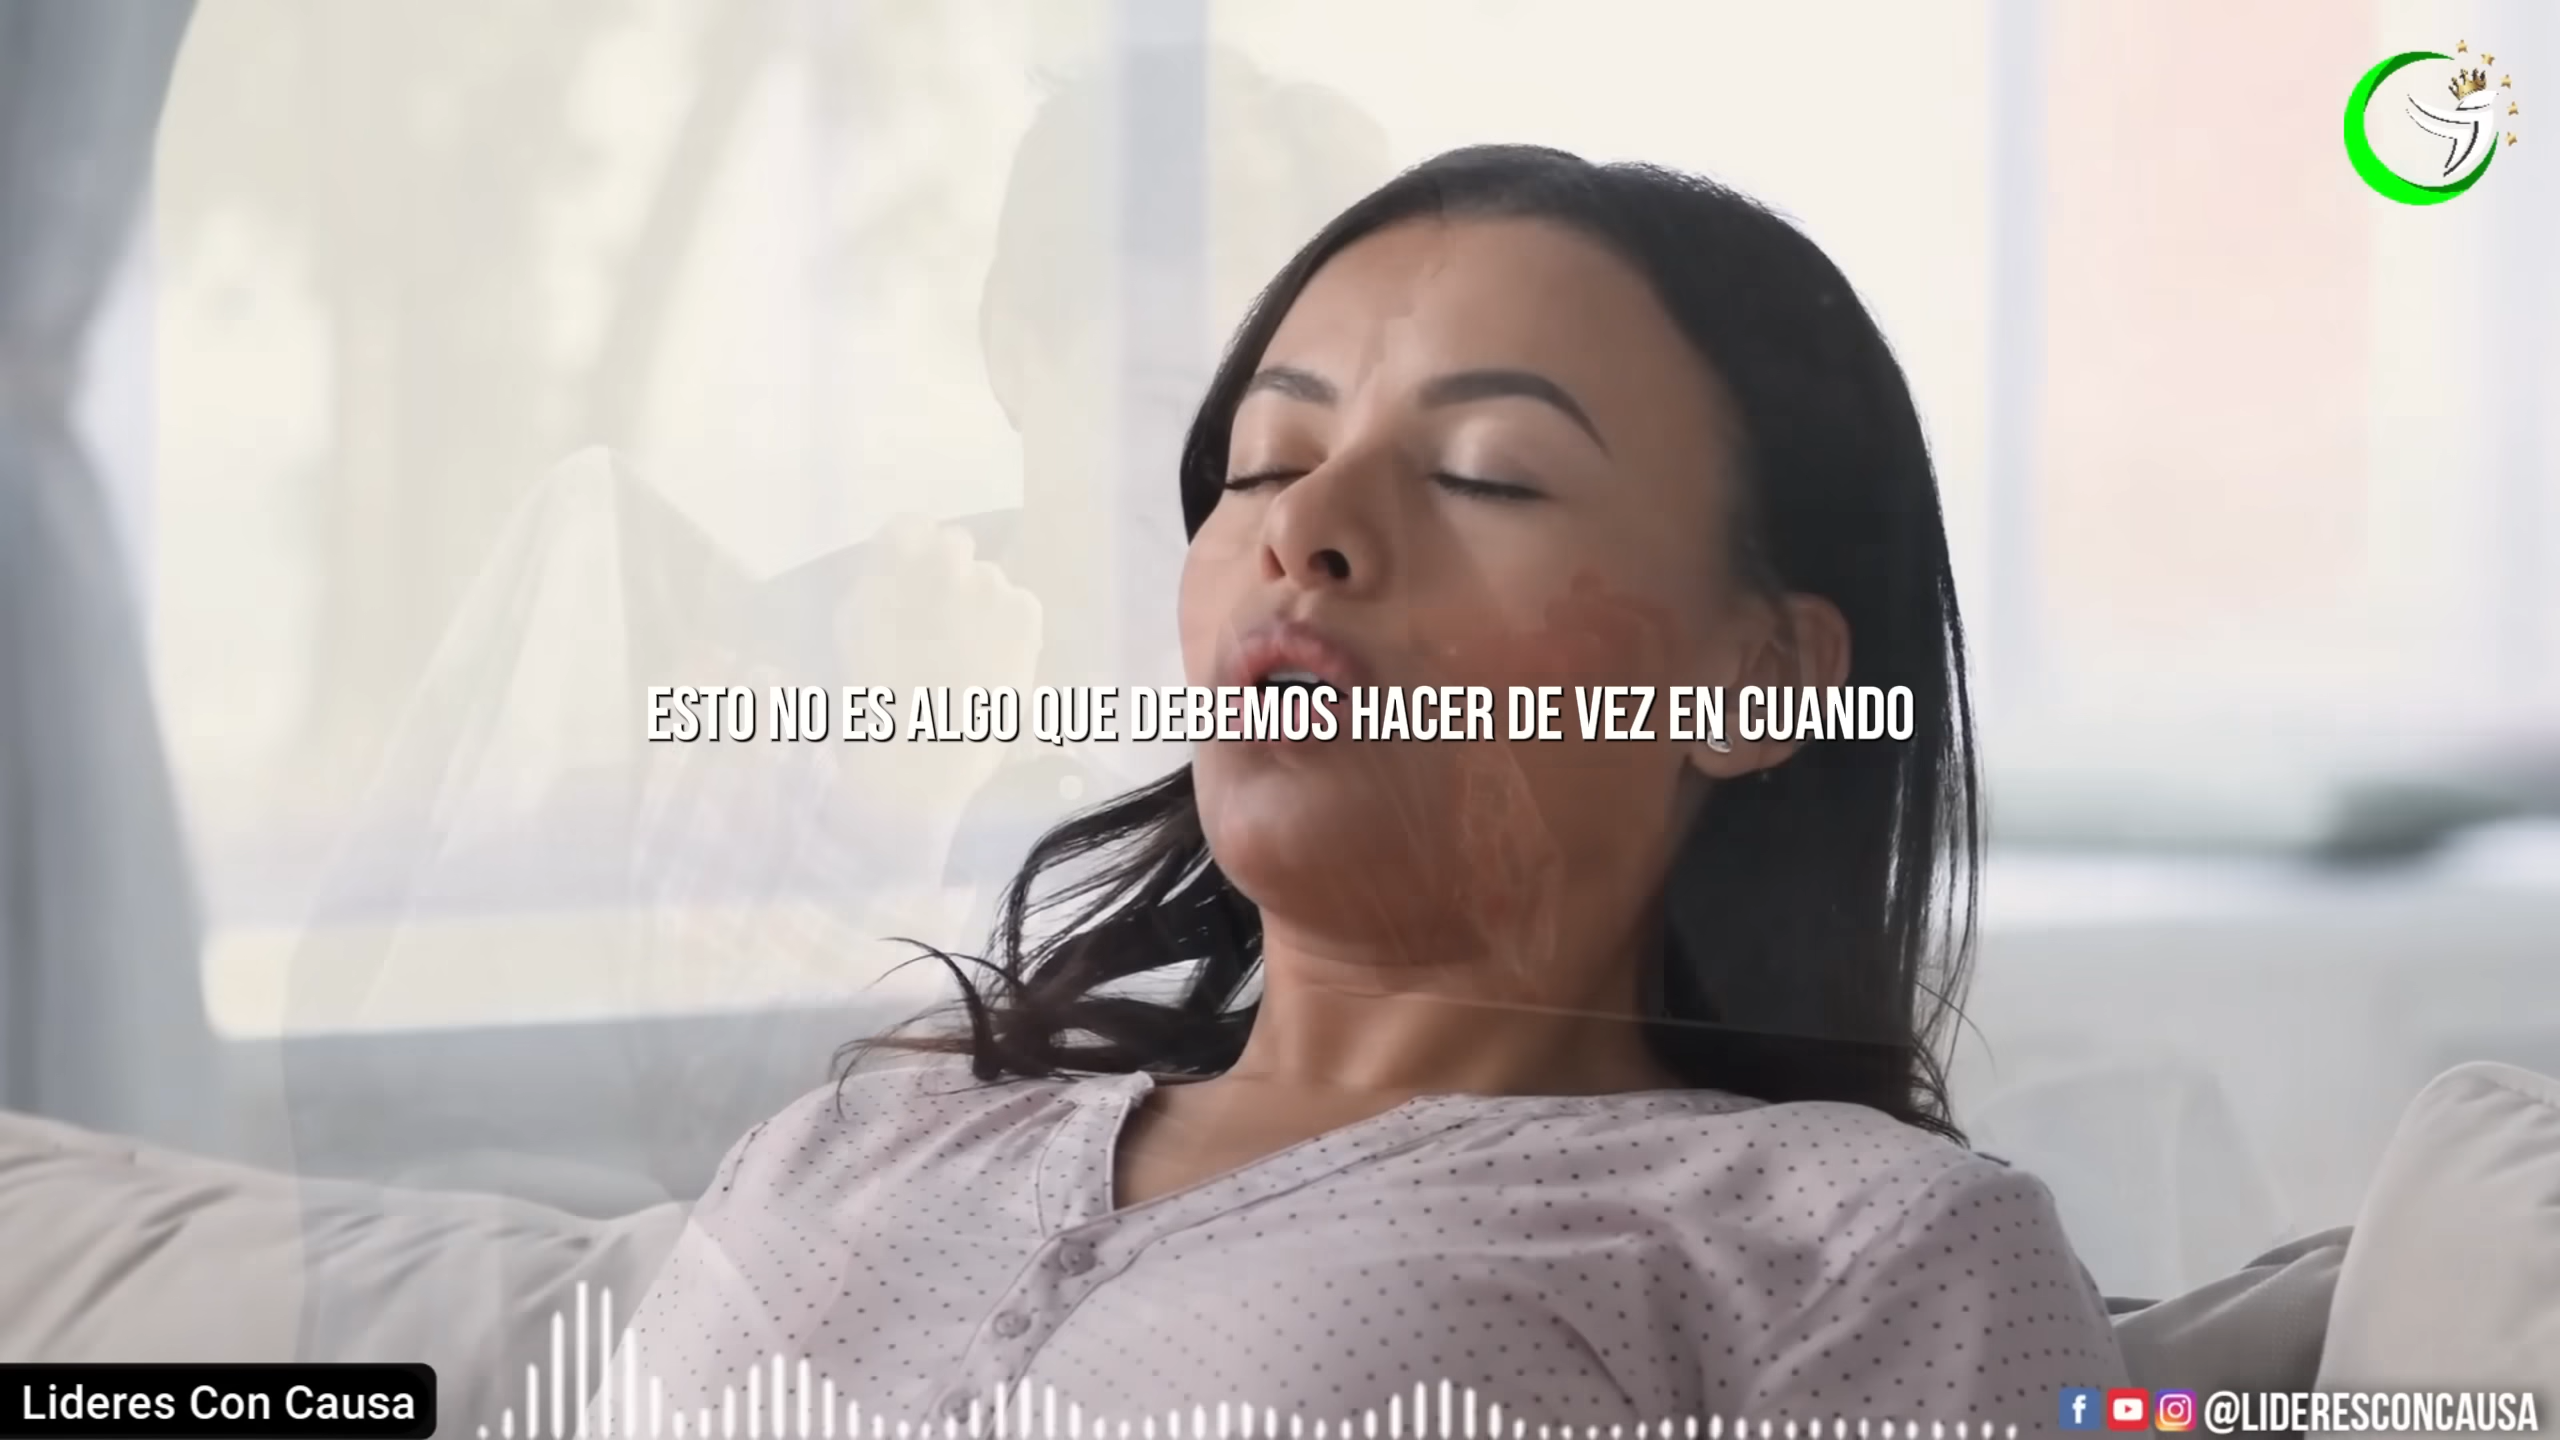 ESTO NO ES ALGO QUE DEBEMOS HACER DE VEZ EN CUANDO
Lideres Con Causa
@LIDERESCONCAUSA